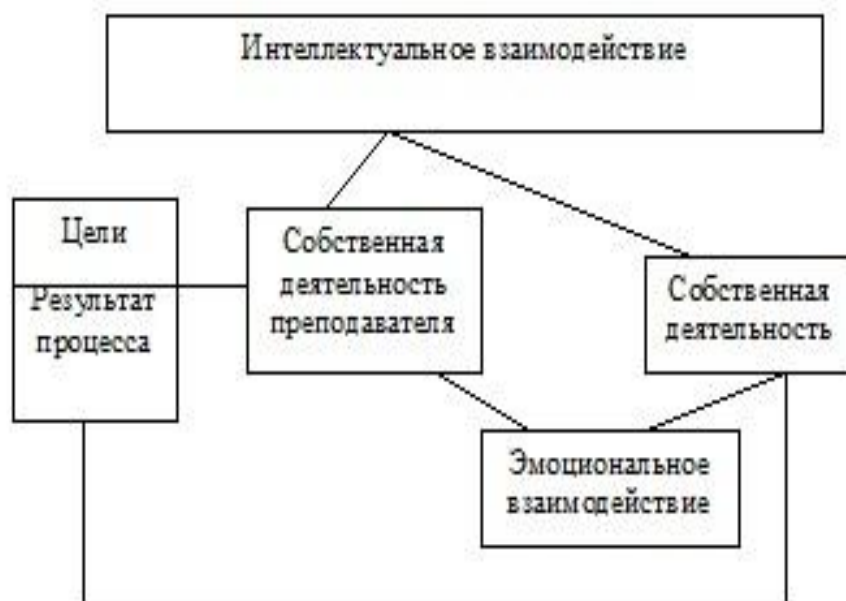 Интеллектуальное взаимодействие
Цели
Результат
процесса
Собственная
деятельность
преподавателя
Собственная
деятельность
Эмоциональное
взаимодействие